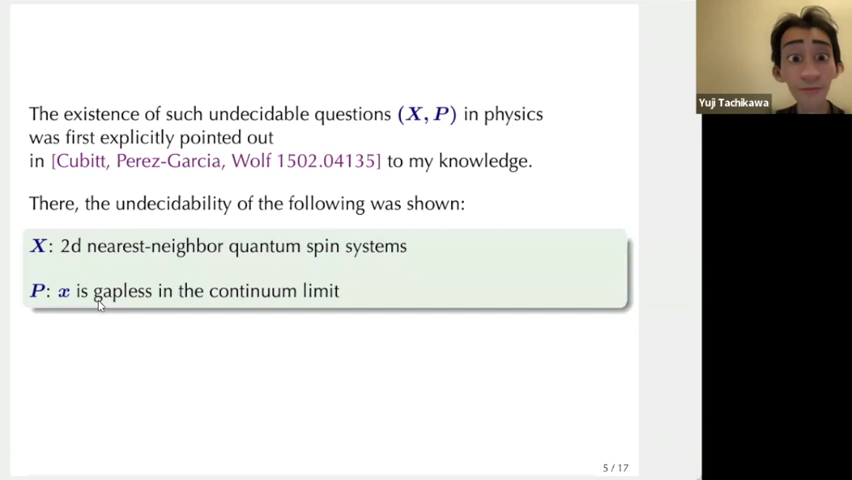 The existence of such undecidable questions (X, P) in physics
was first explicitly pointed out
in [Cubitt, Perez-Garcia, Wolf 1502.04135] to my knowledge.
There, the undecidability of the following was shown:
X: 2d nearest-neighbor quantum spin systems
P: x is gapless in the continuum limit
5 / 17
Yuji Tachikawa